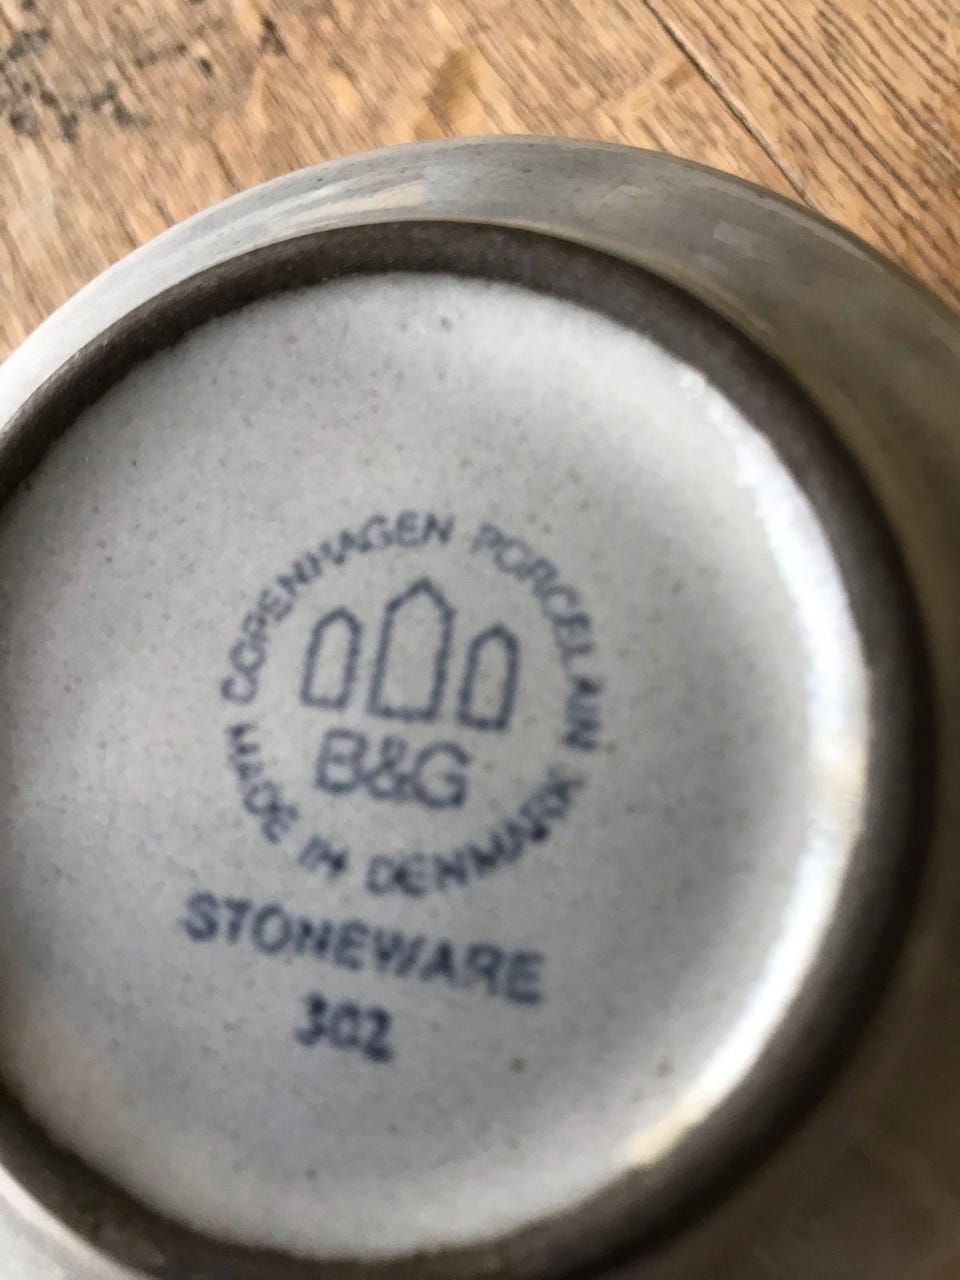 COPENHAGEN PORCELAIN
B&G
MADE IN DENMARK
STONEWARE
302